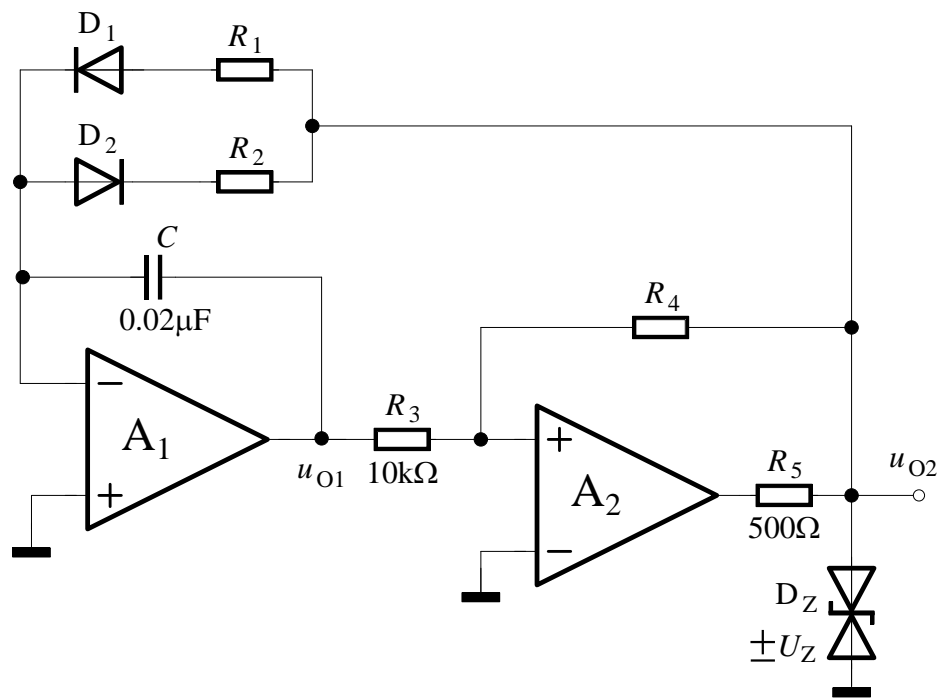 D1
R1
D2
R2
C
0.02μF
R4
−
A1
+
uO1
R3
10kΩ
+
A2
−
R5
500Ω
uO2
DZ
±UZ